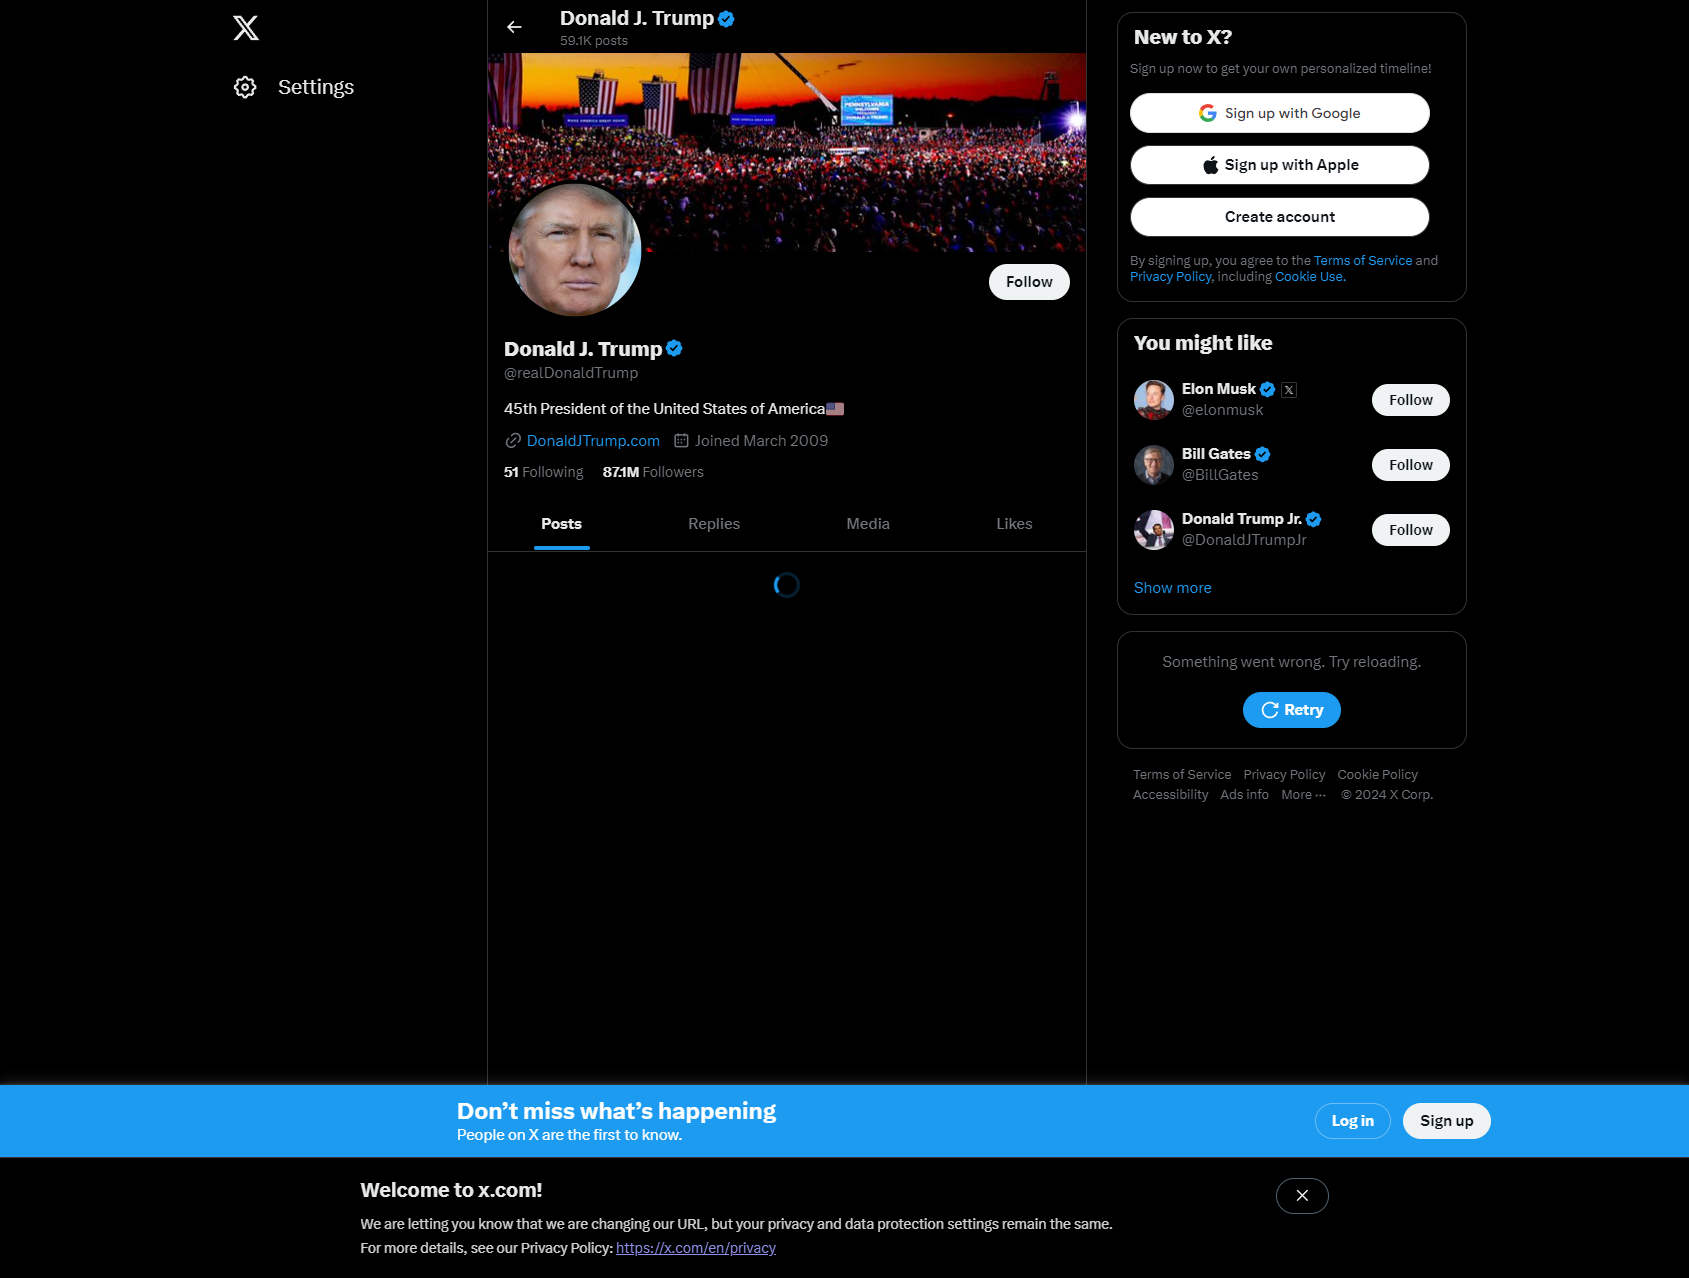 Settings
Donald J. Trump
59.1K posts
MAKE AMERICA GREAT AGAIN!
PENNSYLVANIA
WELCOMES
DONALD J. TRUMP
Follow
Donald J. Trump
@realDonaldTrump
45th President of the United States of America🇺🇸
DonaldJTrump.com Joined March 2009
51 Following 87.1M Followers
Posts Replies Media Likes
New to X?
Sign up now to get your own personalized timeline!
Sign up with Google
Sign up with Apple
Create account
By signing up, you agree to the Terms of Service and
Privacy Policy, including Cookie Use.
You might like
Elon Musk
@elonmusk
Follow
Bill Gates
@BillGates
Follow
Donald Trump Jr.
@DonaldJTrumpJr
Follow
Show more
Something went wrong. Try reloading.
Retry
Terms of Service Privacy Policy Cookie Policy
Accessibility Ads info More ··· © 2024 X Corp.
Don’t miss what’s happening
People on X are the first to know.
Log in Sign up
Welcome to x.com!
We are letting you know that we are changing our URL, but your privacy and data protection settings remain the same.
For more details, see our Privacy Policy: https://x.com/en/privacy